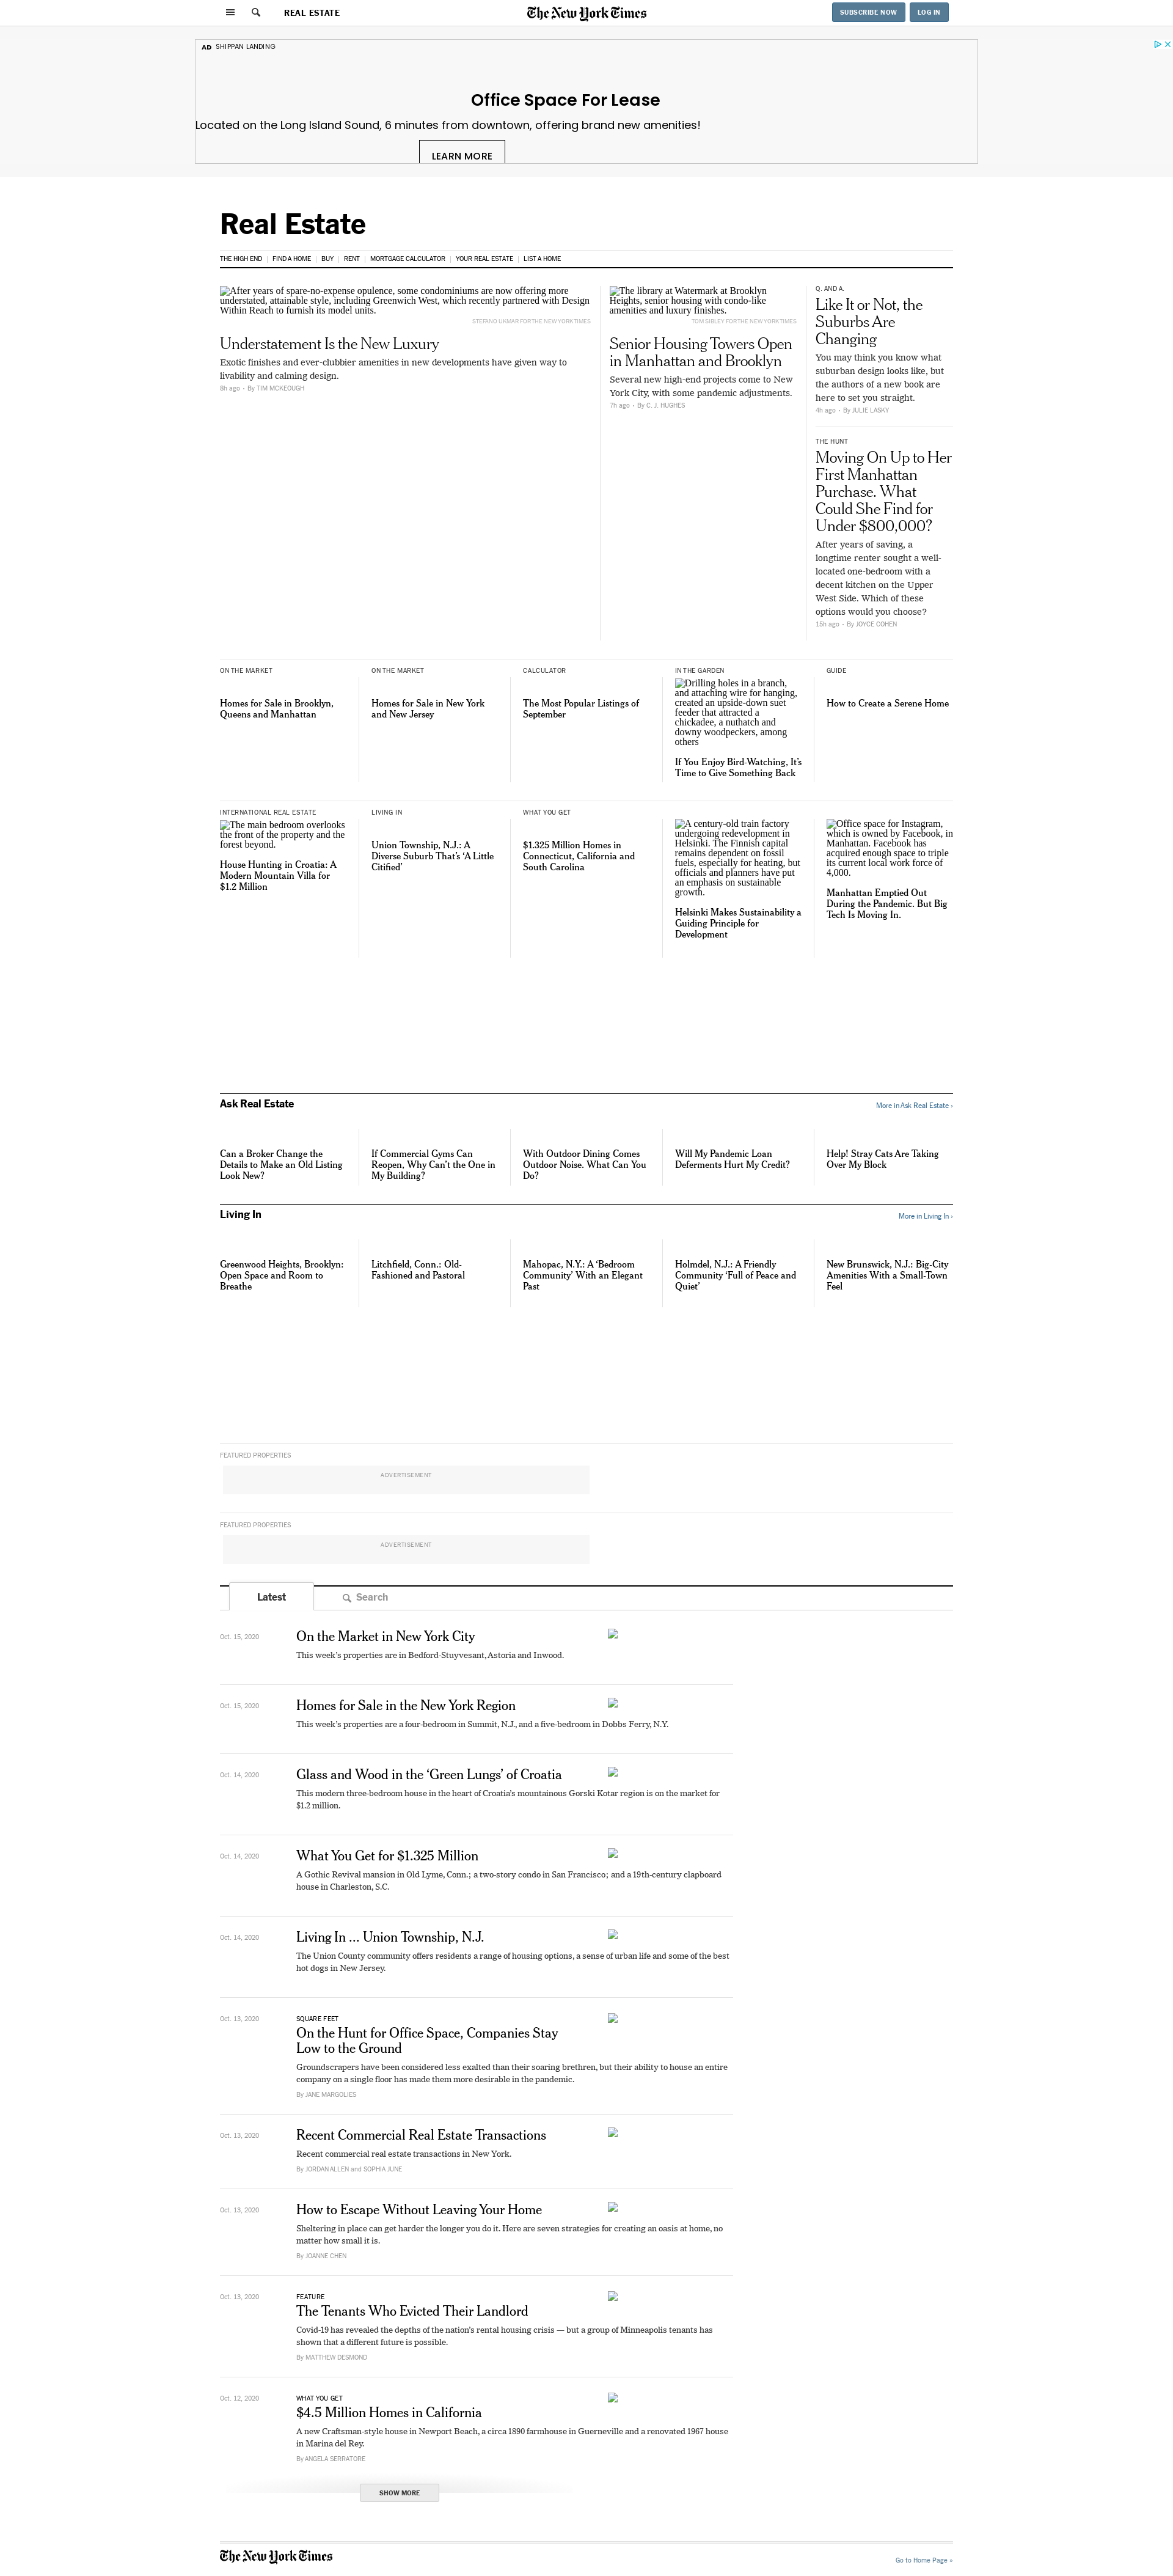 REAL ESTATE
The New York Times
SUBSCRIBE NOW
LOG IN
AD SHIPPAN LANDING
Office Space For Lease
Located on the Long Island Sound, 6 minutes from downtown, offering brand new amenities!
LEARN MORE
Real Estate
THE HIGH END | FIND A HOME | BUY | RENT | MORTGAGE CALCULATOR | YOUR REAL ESTATE | LIST A HOME
After years of spare-no-expense opulence, some condominiums are now offering more
understated, attainable style, including Greenwich West, which recently partnered with Design
Within Reach to furnish its model units.
STEFANO UKMAR FOR THE NEW YORK TIMES
Understatement Is the New Luxury
Exotic finishes and ever-clubbier amenities in new developments have given way to
livability and calming design.
8h ago · By TIM MCKEOUGH
The library at Watermark at Brooklyn
Heights, senior housing with condo-like
amenities and luxury finishes.
TOM SIBLEY FOR THE NEW YORK TIMES
Senior Housing Towers Open
in Manhattan and Brooklyn
Several new high-end projects come to New
York City, with some pandemic adjustments.
7h ago · By C. J. HUGHES
Q. AND A.
Like It or Not, the
Suburbs Are
Changing
You may think you know what
suburban design looks like, but
the authors of a new book are
here to set you straight.
4h ago · By JULIE LASKY
THE HUNT
Moving On Up to Her
First Manhattan
Purchase. What
Could She Find for
Under $800,000?
After years of saving, a
longtime renter sought a well-
located one-bedroom with a
decent kitchen on the Upper
West Side. Which of these
options would you choose?
15h ago · By JOYCE COHEN
ON THE MARKET
Homes for Sale in Brooklyn,
Queens and Manhattan
ON THE MARKET
Homes for Sale in New York
and New Jersey
CALCULATOR
The Most Popular Listings of
September
IN THE GARDEN
Drilling holes in a branch,
and attaching wire for hanging,
created an upside-down suet
feeder that attracted a
chickadee, a nuthatch and
downy woodpeckers, among
others
If You Enjoy Bird-Watching, It’s
Time to Give Something Back
GUIDE
How to Create a Serene Home
INTERNATIONAL REAL ESTATE
The main bedroom overlooks
the front of the property and the
forest beyond.
House Hunting in Croatia: A
Modern Mountain Villa for
$1.2 Million
LIVING IN
Union Township, N.J.: A
Diverse Suburb That’s ‘A Little
Citified’
WHAT YOU GET
$1.325 Million Homes in
Connecticut, California and
South Carolina
A century-old train factory
undergoing redevelopment in
Helsinki. The Finnish capital
remains dependent on fossil
fuels, especially for heating, but
officials and planners have put
an emphasis on sustainable
growth.
Helsinki Makes Sustainability a
Guiding Principle for
Development
Office space for Instagram,
which is owned by Facebook, in
Manhattan. Facebook has
acquired enough space to triple
its current local work force of
4,000.
Manhattan Emptied Out
During the Pandemic. But Big
Tech Is Moving In.
Ask Real Estate
More in Ask Real Estate ›
Can a Broker Change the
Details to Make an Old Listing
Look New?
If Commercial Gyms Can
Reopen, Why Can’t the One in
My Building?
With Outdoor Dining Comes
Outdoor Noise. What Can You
Do?
Will My Pandemic Loan
Deferments Hurt My Credit?
Help! Stray Cats Are Taking
Over My Block
Living In
More in Living In ›
Greenwood Heights, Brooklyn:
Open Space and Room to
Breathe
Litchfield, Conn.: Old-
Fashioned and Pastoral
Mahopac, N.Y.: A ‘Bedroom
Community’ With an Elegant
Past
Holmdel, N.J.: A Friendly
Community ‘Full of Peace and
Quiet’
New Brunswick, N.J.: Big-City
Amenities With a Small-Town
Feel
FEATURED PROPERTIES
ADVERTISEMENT
FEATURED PROPERTIES
ADVERTISEMENT
Latest
Search
Oct. 15, 2020
On the Market in New York City
This week’s properties are in Bedford-Stuyvesant, Astoria and Inwood.
Oct. 15, 2020
Homes for Sale in the New York Region
This week’s properties are a four-bedroom in Summit, N.J., and a five-bedroom in Dobbs Ferry, N.Y.
Oct. 14, 2020
Glass and Wood in the ‘Green Lungs’ of Croatia
This modern three-bedroom house in the heart of Croatia’s mountainous Gorski Kotar region is on the market for
$1.2 million.
Oct. 14, 2020
What You Get for $1.325 Million
A Gothic Revival mansion in Old Lyme, Conn.; a two-story condo in San Francisco; and a 19th-century clapboard
house in Charleston, S.C.
Oct. 14, 2020
Living In ... Union Township, N.J.
The Union County community offers residents a range of housing options, a sense of urban life and some of the best
hot dogs in New Jersey.
Oct. 13, 2020
SQUARE FEET
On the Hunt for Office Space, Companies Stay
Low to the Ground
Groundscrapers have been considered less exalted than their soaring brethren, but their ability to house an entire
company on a single floor has made them more desirable in the pandemic.
By JANE MARGOLIES
Oct. 13, 2020
Recent Commercial Real Estate Transactions
Recent commercial real estate transactions in New York.
By JORDAN ALLEN and SOPHIA JUNE
Oct. 13, 2020
How to Escape Without Leaving Your Home
Sheltering in place can get harder the longer you do it. Here are seven strategies for creating an oasis at home, no
matter how small it is.
By JOANNE CHEN
Oct. 13, 2020
FEATURE
The Tenants Who Evicted Their Landlord
Covid-19 has revealed the depths of the nation’s rental housing crisis — but a group of Minneapolis tenants has
shown that a different future is possible.
By MATTHEW DESMOND
Oct. 12, 2020
WHAT YOU GET
$4.5 Million Homes in California
A new Craftsman-style house in Newport Beach, a circa 1890 farmhouse in Guerneville and a renovated 1967 house
in Marina del Rey.
By ANGELA SERRATORE
SHOW MORE
The New York Times
Go to Home Page »